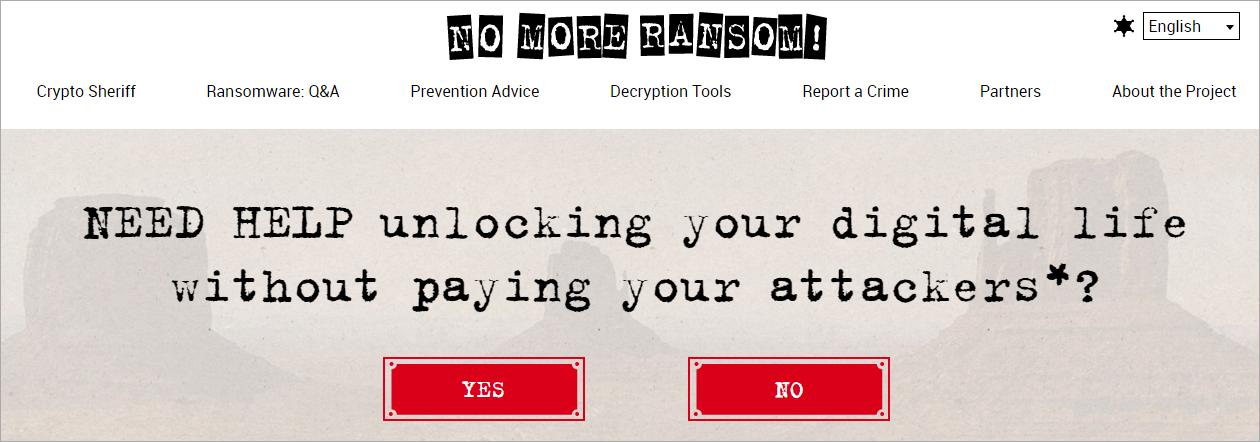 NO MORE RANSOM!
English
Crypto Sheriff Ransomware: Q&A Prevention Advice Decryption Tools Report a Crime Partners About the Project
NEED HELP unlocking your digital life
without paying your attackers*?
YES NO